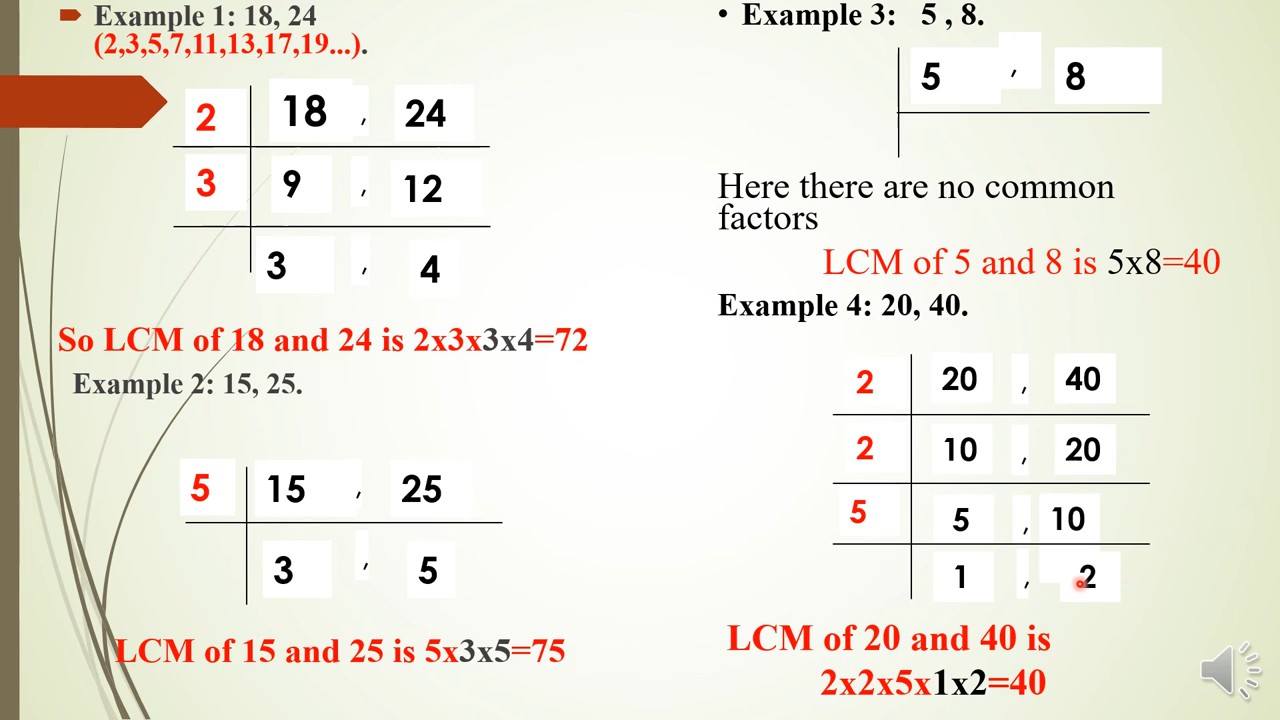 Example 1: 18, 24
(2,3,5,7,11,13,17,19...).
2 18 , 24
3 9 , 12
3 , 4
So LCM of 18 and 24 is 2x3x3x4=72
Example 2: 15, 25.
5 15 , 25
3 , 5
LCM of 15 and 25 is 5x3x5=75
• Example 3: 5 , 8.
5 , 8
Here there are no common
factors
LCM of 5 and 8 is 5x8=40
Example 4: 20, 40.
2 20 , 40
2 10 , 20
5 5 , 10
1 , 2
LCM of 20 and 40 is
2x2x5x1x2=40